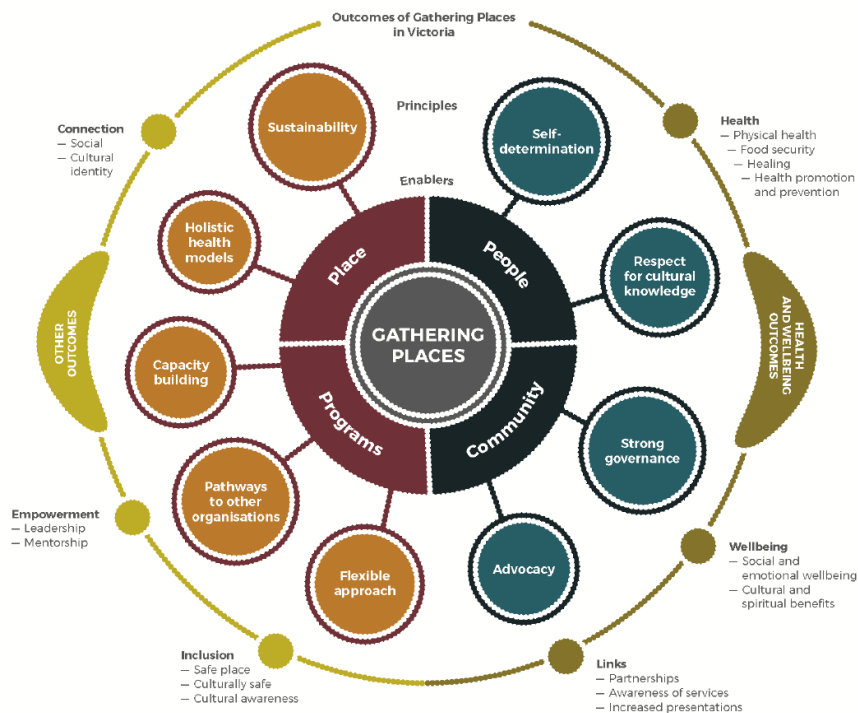 Outcomes of Gathering Places
in Victoria
Principles
Enablers
GATHERING
PLACES
Place
People
Community
Programs
Sustainability
Self-
determination
Holistic
health
models
Respect
for cultural
knowledge
Capacity
building
Strong
governance
Pathways
to other
organisations
Flexible
approach
Advocacy
OTHER
OUTCOMES
Connection
— Social
— Cultural
identity
Empowerment
— Leadership
— Mentorship
Inclusion
— Safe place
— Culturally safe
— Cultural awareness
HEALTH
AND WELLBEING
OUTCOMES
Health
— Physical health
— Food security
— Healing
— Health promotion
and prevention
Wellbeing
— Social and
emotional wellbeing
— Cultural and
spiritual benefits
Links
— Partnerships
— Awareness of services
— Increased presentations